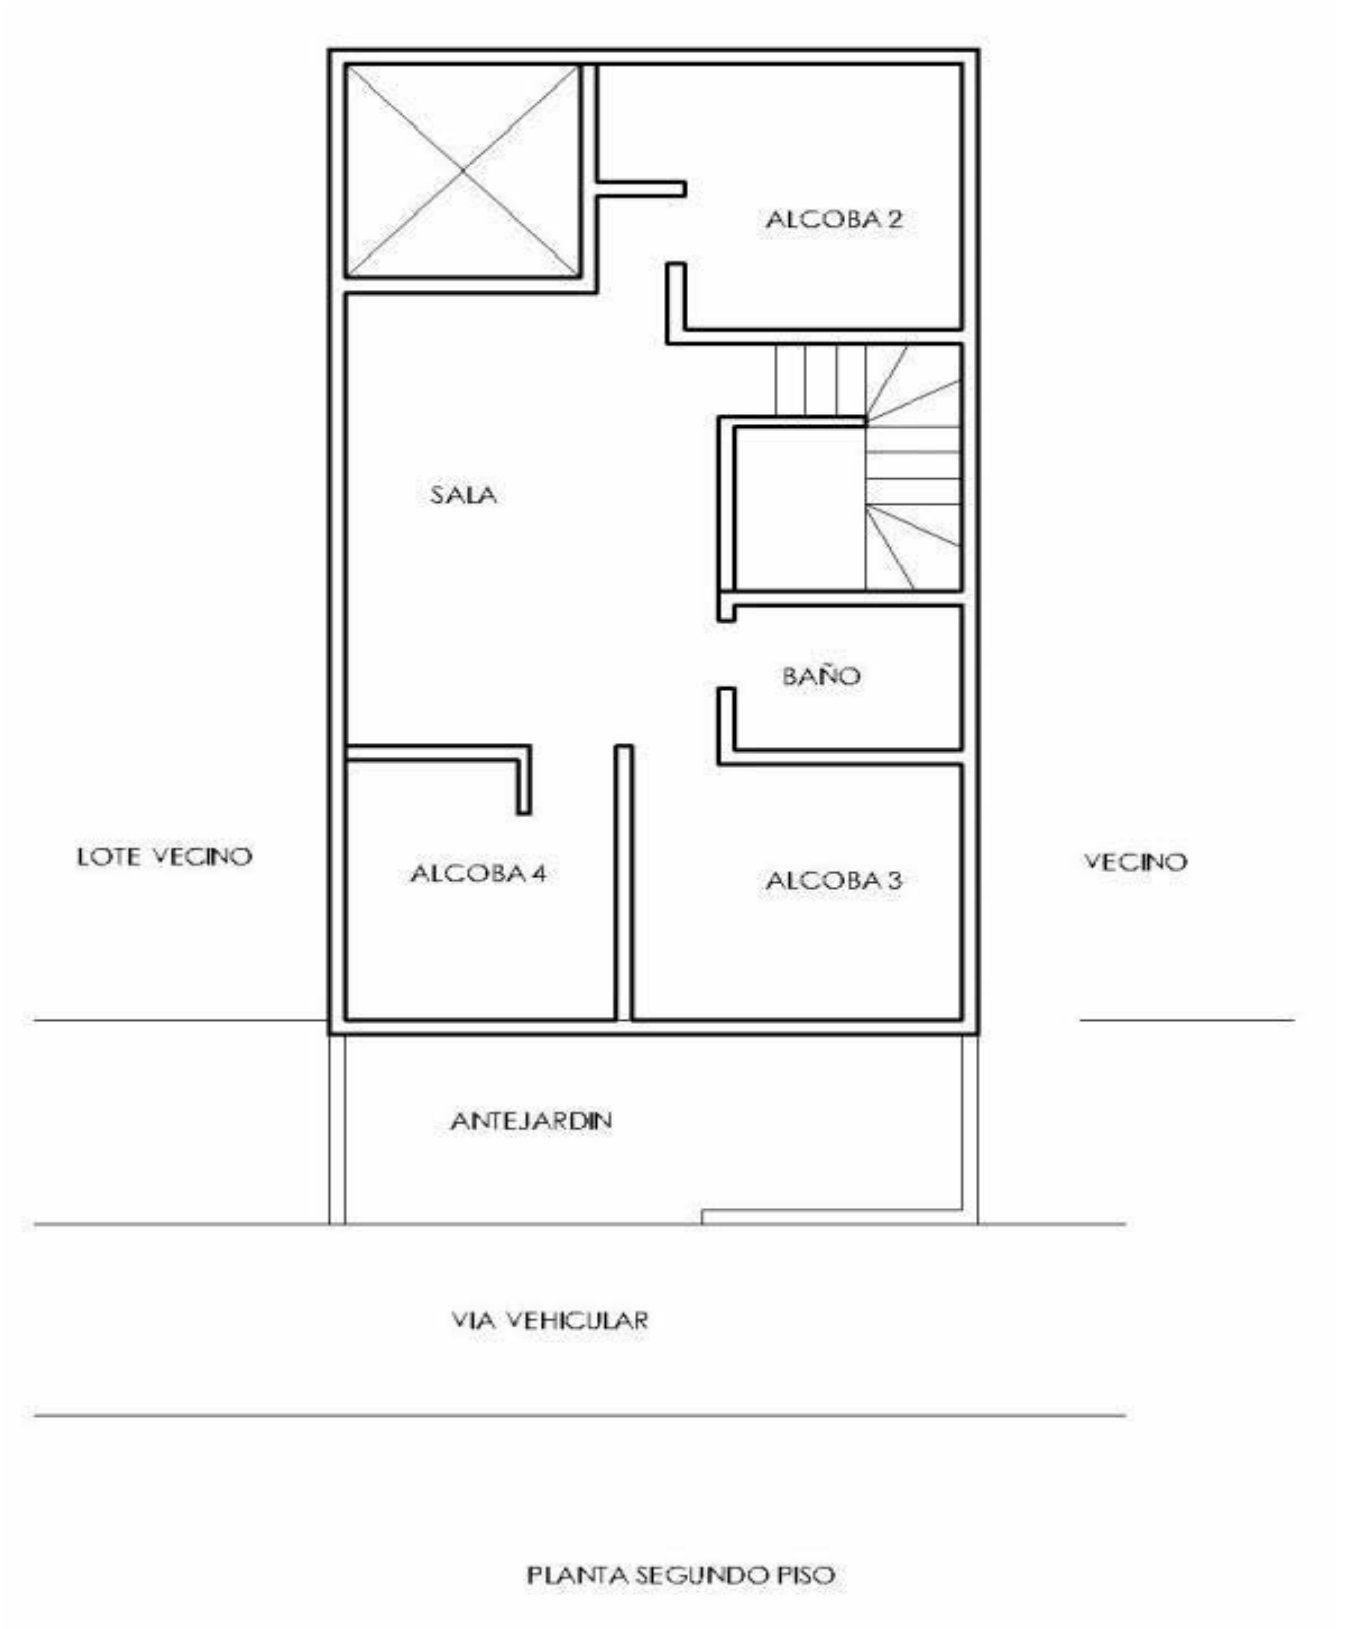 ALCOBA 2
SALA
BAÑO
LOTE VECINO
ALCOBA 4
ALCOBA 3
VECINO
ANTEJARDIN
VIA VEHICULAR
PLANTA SEGUNDO PISO